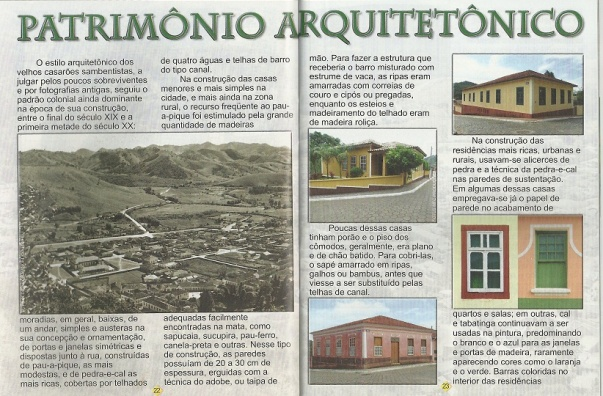 PATRIMÔNIO ARQUITETÔNICO
O estilo arquitetônico dos
velhos casarões sambentistas, a
julgar pelos poucos sobreviventes
e por fotografias antigas, seguiu o
padrão colonial ainda dominante
na época de sua construção,
entre o final do século XIX e a
primeira metade do século XX:
moradias, em geral, baixas, de
um andar, simples e austeras na
sua concepção e ornamentação,
de portas e janelas simétricas e
dispostas junto à rua, construídas
de pau-a-pique, as mais
modestas, e de pedra-e-cal as
mais ricas, cobertas por telhados
de quatro águas e telhas de barro
do tipo canal.
Na construção das casas
menores e mais simples na
cidade, e mais ainda na zona
rural, o recurso freqüente ao pau-
a-pique foi estimulado pela grande
quantidade de madeiras
adequadas facilmente
encontradas na mata, como
sapucaia, sucupira, pau-ferro,
canela-preta e outras. Nesse tipo
de construção, as paredes
possuíam de 20 a 30 cm de
espessura, erguidas com a
técnica do adobe, ou taipa de
22
mão. Para fazer a estrutura que
receberia o barro misturado com
estrume de vaca, as ripas eram
amarradas com correias de
couro e cipós ou pregadas,
enquanto os esteios e
madeiramento do telhado eram
de madeira roliça.
Poucas dessas casas
tinham porão e o piso dos
cômodos, geralmente, era plano
e de chão batido. Para cobri-las,
o sapé amarrado em ripas,
galhos ou bambus, antes que
viesse a ser substituído pelas
telhas de canal.
Na construção das
residências mais ricas, urbanas e
rurais, usavam-se alicerces de
pedra e a técnica da pedra-e-cal
nas paredes de sustentação.
Em algumas dessas casas
empregava-se já o papel de
parede no acabamento de
quartos e salas; em outras, cal
e tabatinga continuavam a ser
usadas na pintura, predominando
o branco e o azul para as janelas
e portas de madeira, raramente
aparecendo cores como o laranja
e o verde. Barras coloridas no
interior das residências
23